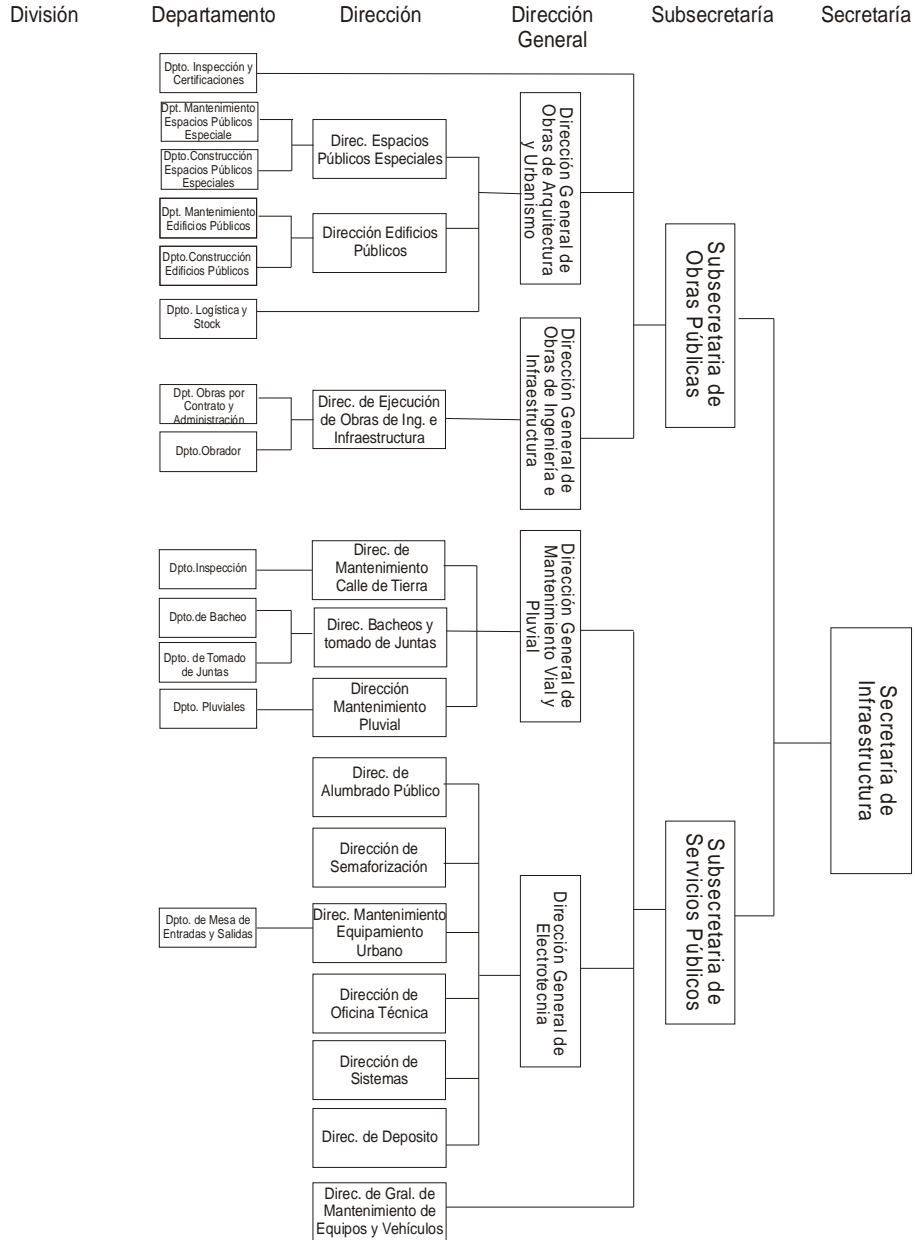 División
Departamento
Dirección
Dirección
General
Subsecretaría
Secretaría
Dpto. Inspección y
Certificaciones
Dpt. Mantenimiento
Espacios Públicos
Especiale
Dpto.Construcción
Espacios Públicos
Especiales
Dpt. Mantenimiento
Edificios Públicos
Dpto.Construcción
Edificios Públicos
Dpto. Logística y
Stock
Direc. Espacios
Públicos Especiales
Dirección Edificios
Públicos
Dirección General de
Obras de Arquitectura
y Urbanismo
Dpt. Obras por
Contrato y
Administración
Dpto.Obrador
Direc. de Ejecución
de Obras de Ing. e
Infraestructura
Dirección General de
Obras de Ingeniería e
Infraestructura
Subsecretaria de
Obras Públicas
Dpto.Inspección
Dpto.de Bacheo
Dpto. de Tomado
de Juntas
Dpto. Pluviales
Direc. de
Mantenimiento
Calle de Tierra
Direc. Bacheos y
tomado de Juntas
Dirección
Mantenimiento
Pluvial
Dirección General de
Mantenimiento Vial y
Pluvial
Direc. de
Alumbrado Público
Dirección de
Semaforización
Dpto. de Mesa de
Entradas y Salidas
Direc. Mantenimiento
Equipamiento
Urbano
Dirección de
Oficina Técnica
Dirección de
Sistemas
Direc. de Deposito
Dirección General de
Electrotecnia
Direc. de Gral. de
Mantenimiento de
Equipos y Vehículos
Subsecretaria de
Servicios Públicos
Secretaría de
Infraestructura